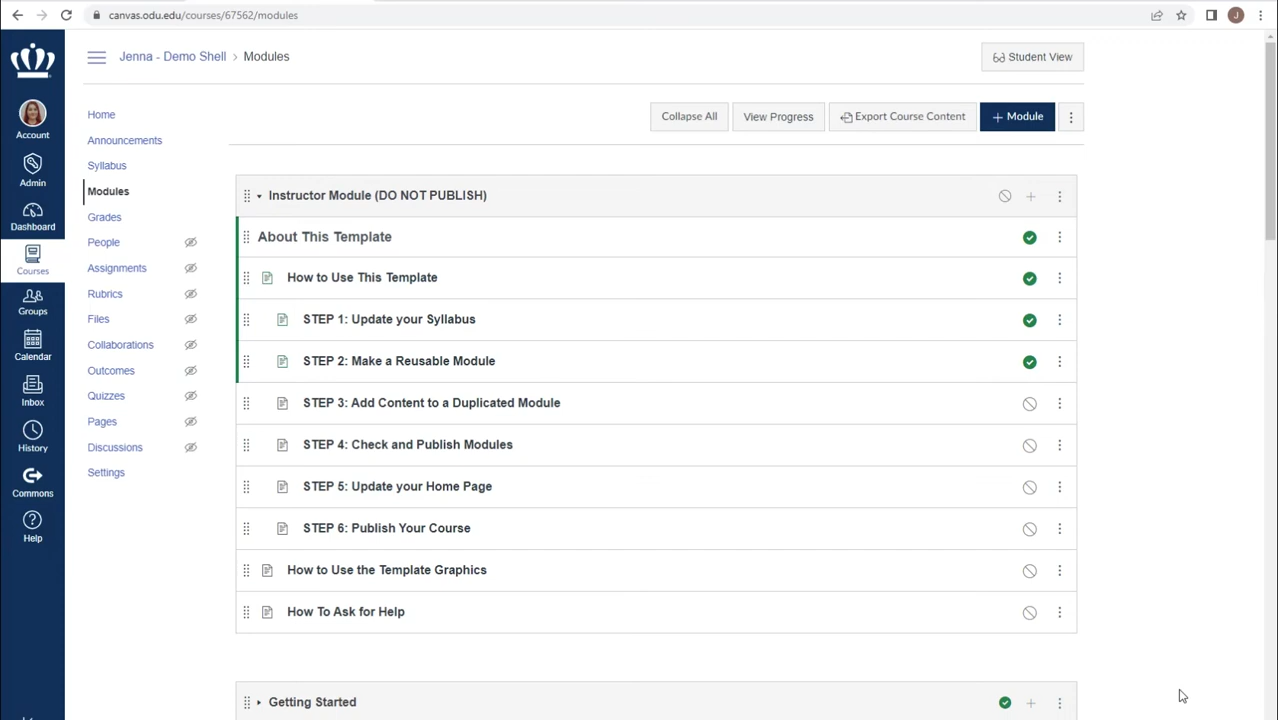 canvas.odu.edu/courses/67562/modules
J
Jenna - Demo Shell > Modules
Student View
Collapse All
View Progress
Export Course Content
+ Module
Account
Admin
Dashboard
Courses
Groups
Calendar
Inbox
History
Commons
Help
Home
Announcements
Syllabus
Modules
Grades
People
Assignments
Rubrics
Files
Collaborations
Outcomes
Quizzes
Pages
Discussions
Settings
Instructor Module (DO NOT PUBLISH)
About This Template
How to Use This Template
STEP 1: Update your Syllabus
STEP 2: Make a Reusable Module
STEP 3: Add Content to a Duplicated Module
STEP 4: Check and Publish Modules
STEP 5: Update your Home Page
STEP 6: Publish Your Course
How to Use the Template Graphics
How To Ask for Help
Getting Started